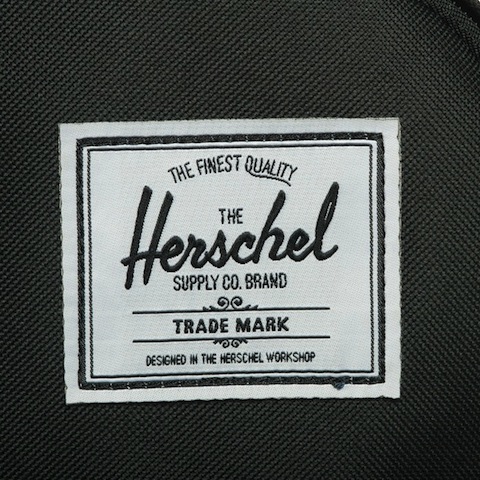 THE FINEST QUALITY
THE
Herschel
SUPPLY CO. BRAND
TRADE MARK
DESIGNED IN THE HERSCHEL WORKSHOP